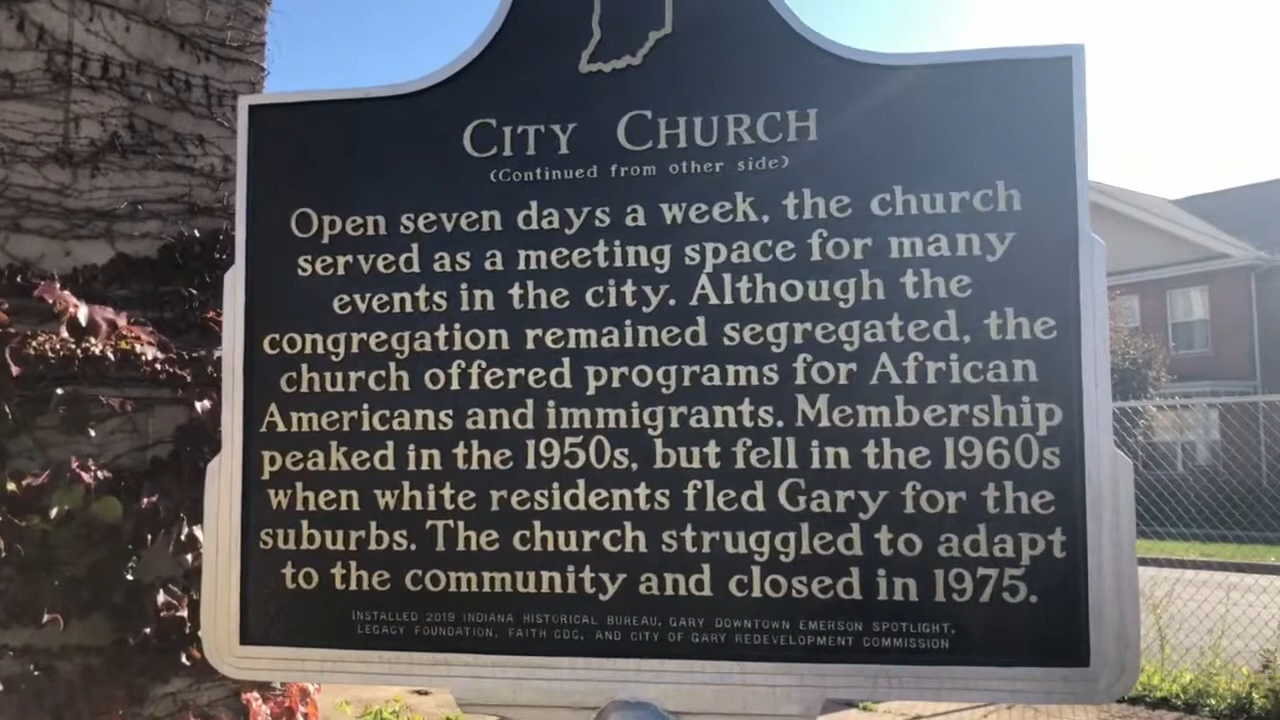 CITY CHURCH
(Continued from other side)
Open seven days a week, the church
served as a meeting space for many
events in the city. Although the
congregation remained segregated, the
church offered programs for African
Americans and immigrants. Membership
peaked in the 1950s, but fell in the 1960s
when white residents fled Gary for the
suburbs. The church struggled to adapt
to the community and closed in 1975.
INSTALLED 2019 INDIANA HISTORICAL BUREAU, GARY DOWNTOWN EMERSON SPOTLIGHT,
LEGACY FOUNDATION, FAITH CDC, AND CITY OF GARY REDEVELOPMENT COMMISSION